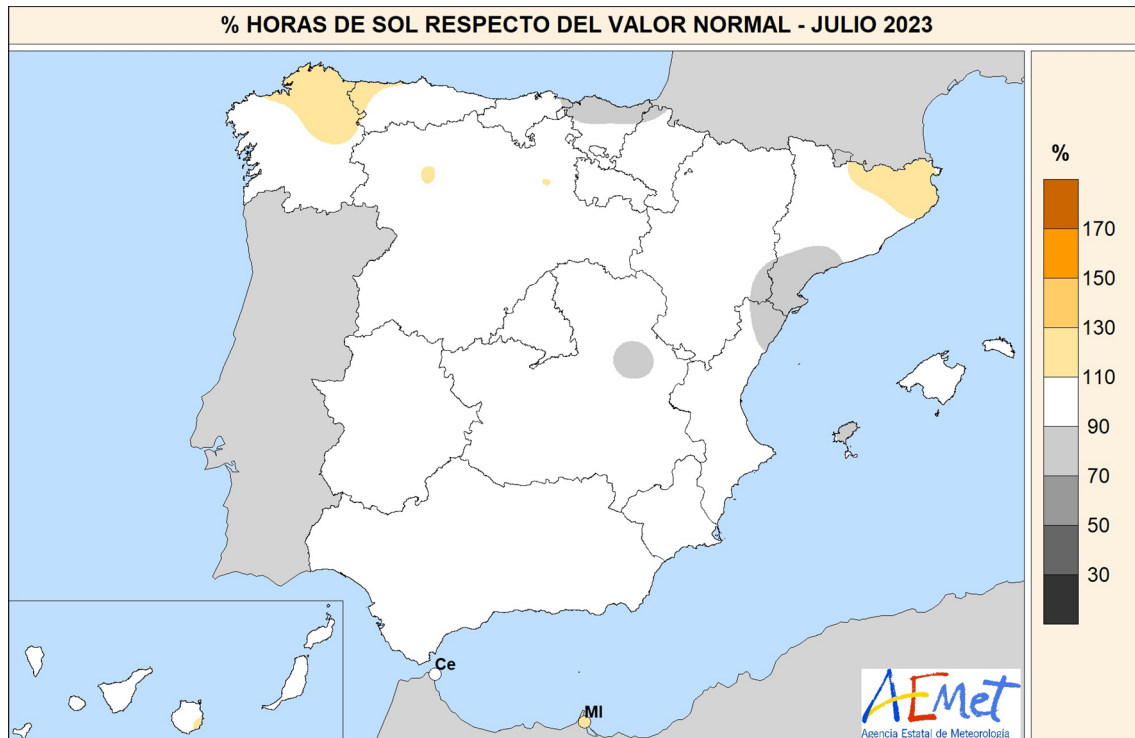 % HORAS DE SOL RESPECTO DEL VALOR NORMAL - JULIO 2023
%
170
150
130
110
90
70
50
30
Ce
Ml
AEMet
Agencia Estatal de Meteorología